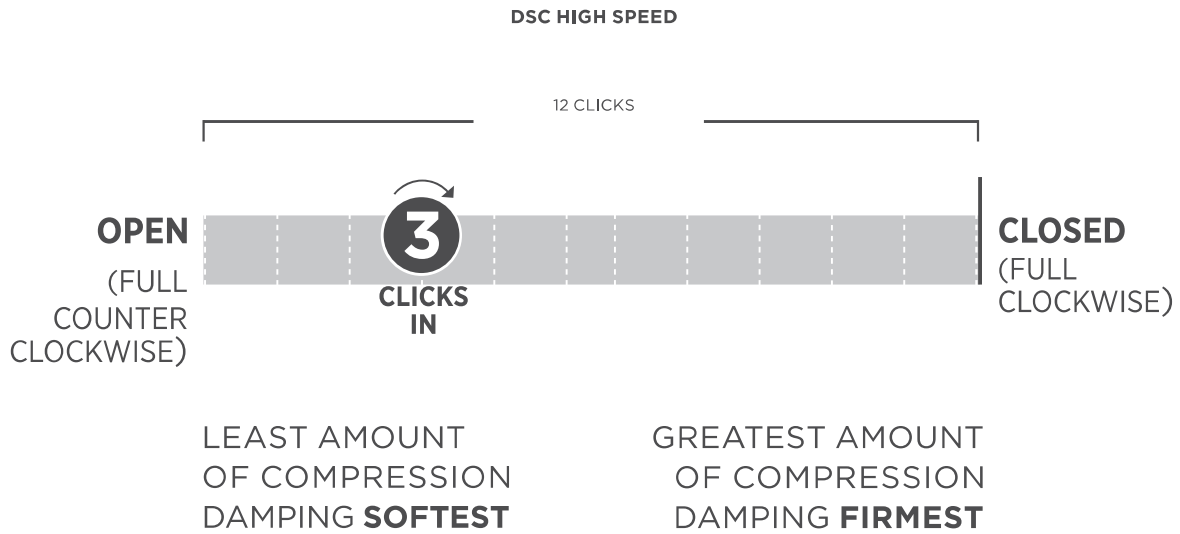 DSC HIGH SPEED
12 CLICKS
OPEN
(FULL
COUNTER
CLOCKWISE)
3
CLICKS
IN
CLOSED
(FULL
CLOCKWISE)
LEAST AMOUNT
OF COMPRESSION
DAMPING SOFTEST
GREATEST AMOUNT
OF COMPRESSION
DAMPING FIRMEST